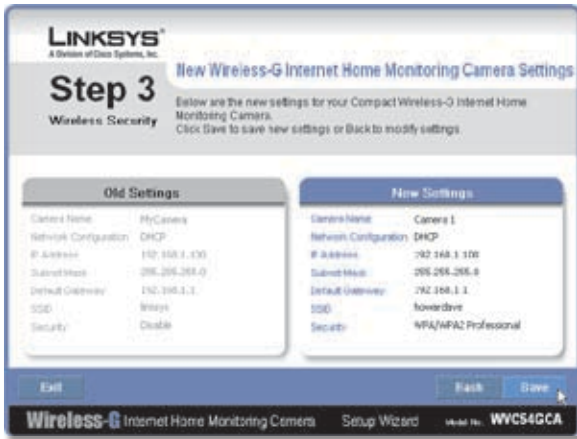 LINKSYS®
A Division of Cisco Systems, Inc.
Step 3
Wireless Security
New Wireless-G Internet Home Monitoring Camera Settings
Below are the new settings for your Compact Wireless-G Internet Home
Monitoring Camera.
Click Save to save new settings or Back to modify settings.
Old Settings
Camera Name MyCamera
Network Configuration DHCP
IP Address 192.168.1.100
Subnet Mask 255.255.255.0
Default Gateway 192.168.1.1
SSID linksys
Security Disable
New Settings
Camera Name Camera 1
Network Configuration DHCP
IP Address 192.168.1.100
Subnet Mask 255.255.255.0
Default Gateway 192.168.1.1
SSID howardave
Security WPA/WPA2 Professional
Exit
Back
Save
Wireless-G Internet Home Monitoring Camera Setup Wizard Model No. WVC54GCA